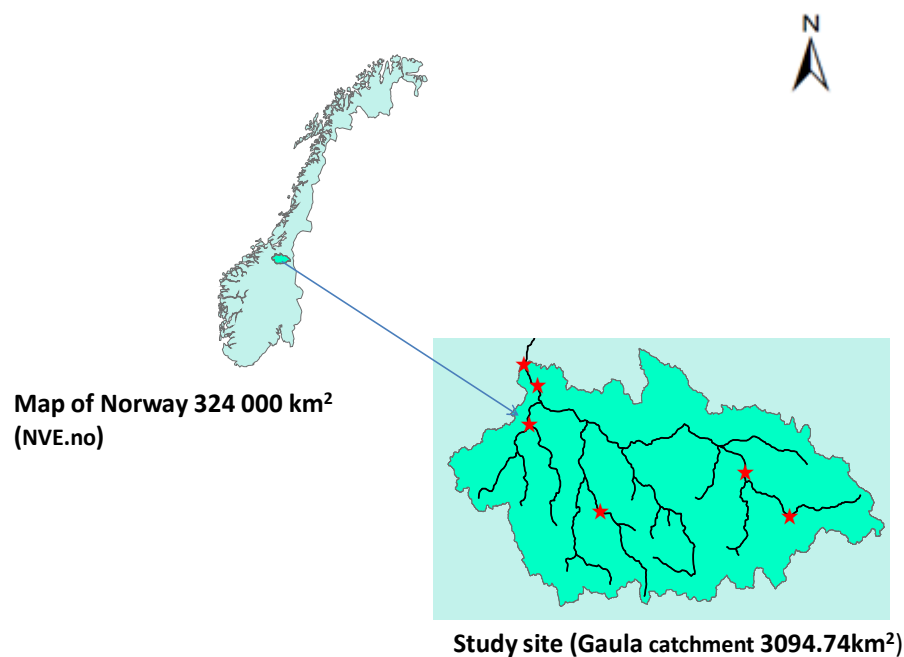 N
Map of Norway 324 000 km²
(NVE.no)
Study site (Gaula catchment 3094.74km²)